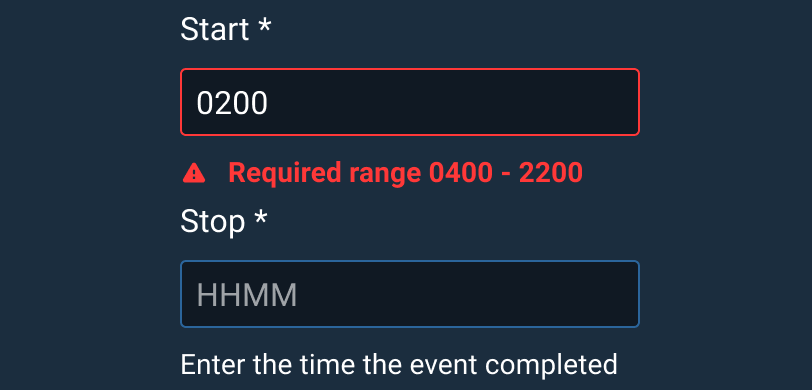 Start *
0200
Required range 0400 - 2200
Stop *
HHMM
Enter the time the event completed